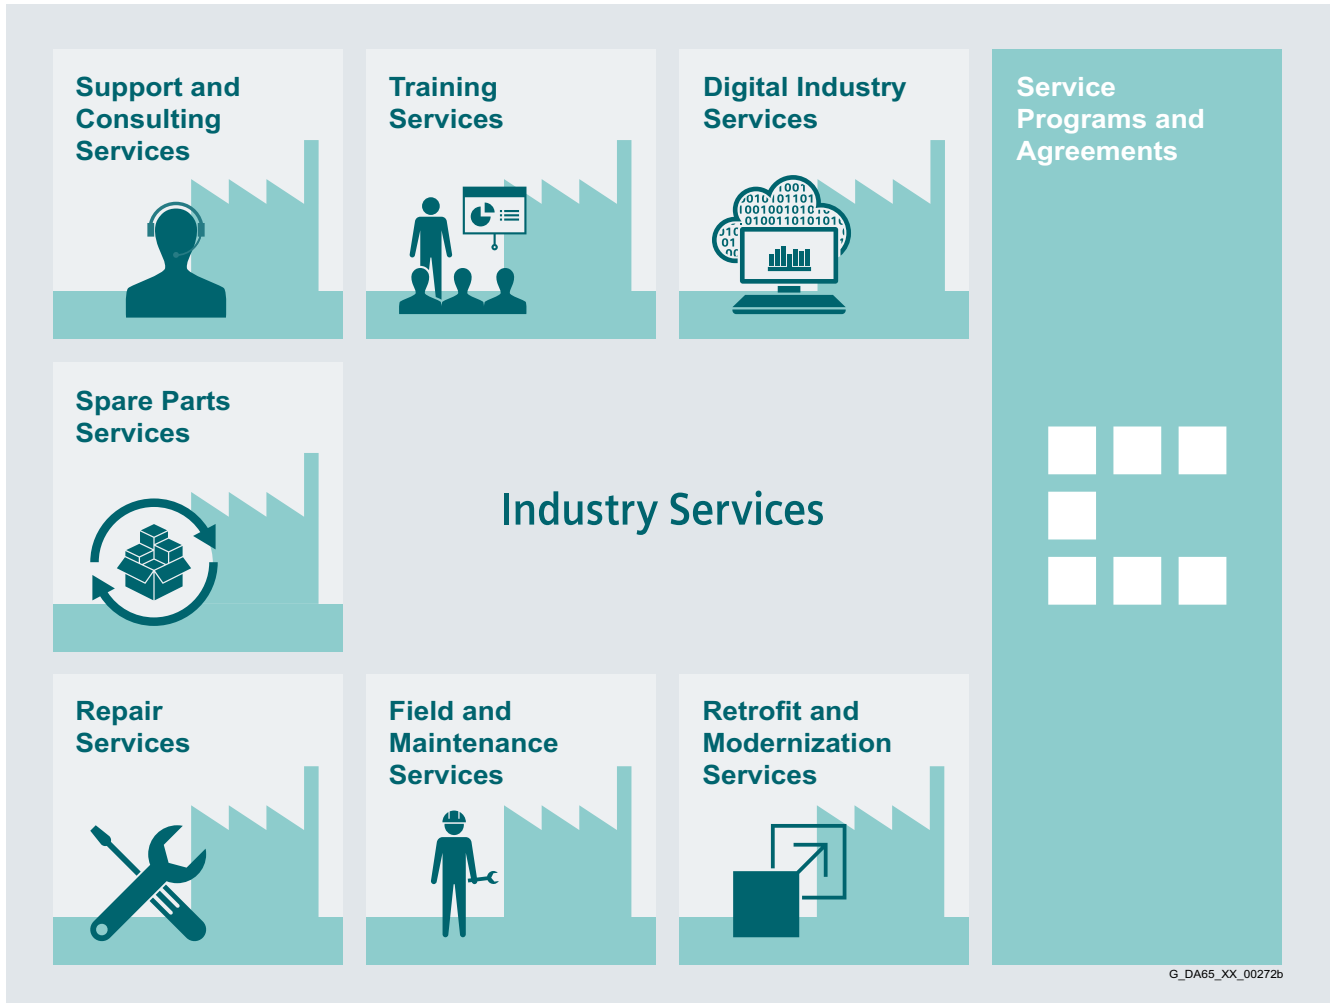 Support and
Consulting
Services
Training
Services
Digital Industry
Services
Service
Programs and
Agreements
Spare Parts
Services
Industry Services
Repair
Services
Field and
Maintenance
Services
Retrofit and
Modernization
Services
G_DA65_XX_00272b